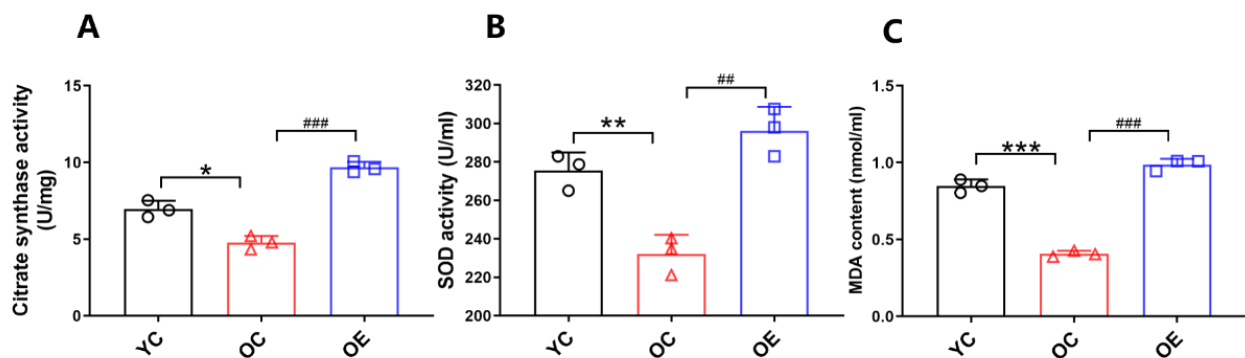 A
Citrate synthase activity
(U/mg)
15
10
5
0
*
###
YC
OC
OE
B
SOD activity (U/ml)
320
300
280
260
240
220
200
**
##
YC
OC
OE
C
MDA content (nmol/ml)
1.5
1.0
0.5
0.0
***
###
YC
OC
OE